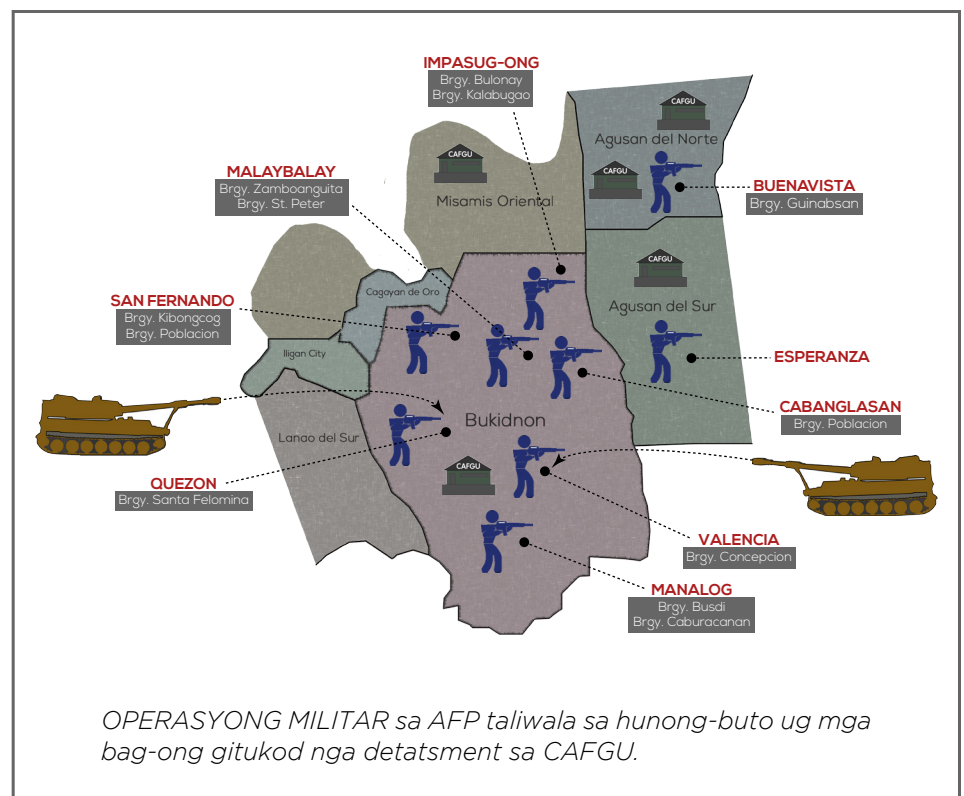 IMPASUG-ONG
Brgy. Bulonay
Brgy. Kalabugao
CAFGU
Agusan del Norte
CAFGU
BUENAVISTA
Brgy. Guinabsan
MALAYBALAY
Brgy. Zamboanguita
Brgy. St. Peter
CAFGU
Misamis Oriental
CAFGU
Agusan del Sur
SAN FERNANDO
Brgy. Kibongcog
Brgy. Poblacion
Cagoyan de Oro
Iligan City
ESPERANZA
CABANGLASAN
Brgy. Poblacion
Bukidnon
Lanao del Sur
CAFGU
QUEZON
Brgy. Santa Felomina
VALENCIA
Brgy. Concepcion
MANALOG
Brgy. Busdi
Brgy. Caburacanan
OPERASYONG MILITAR sa AFP taliwala sa hunong-buto ug mga
bag-ong gitukod nga detatsment sa CAFGU.